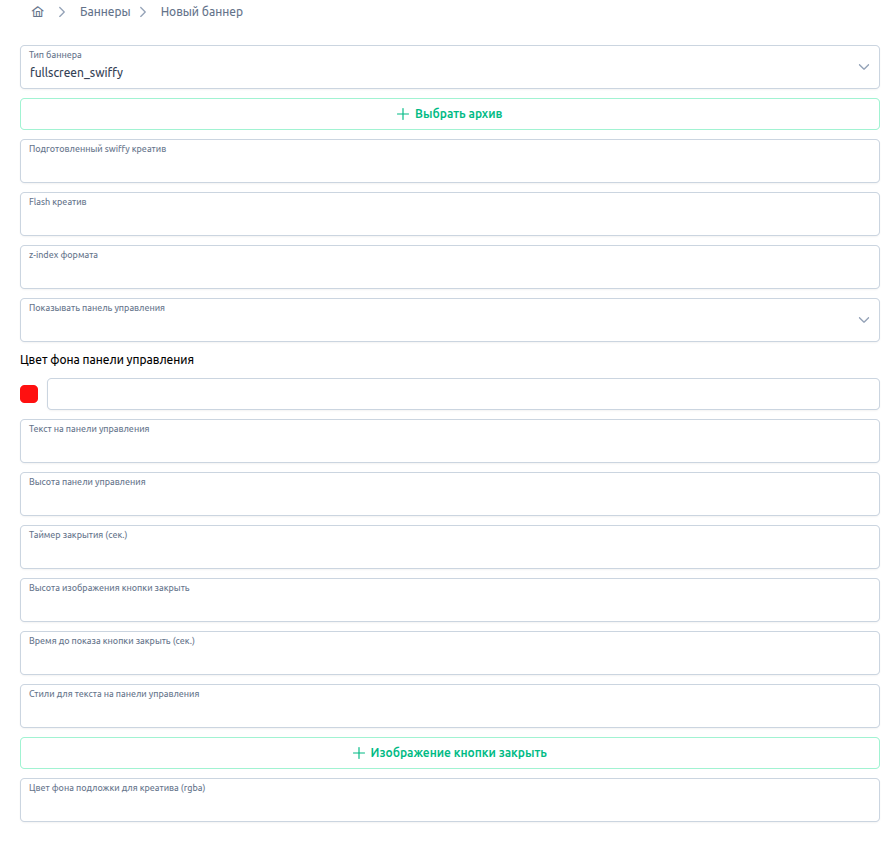 Баннеры Новый баннер
Тип баннера
fullscreen_swiffy
Выбрать архив
Подготовленный swiffy креатив
Flash креатив
z-index формата
Показывать панель управления
Цвет фона панели управления
Текст на панели управления
Высота панели управления
Таймер закрытия (сек.)
Высота изображения кнопки закрыть
Время до показа кнопки закрыть (сек.)
Стили для текста на панели управления
Изображение кнопки закрыть
Цвет фона подложки для креатива (rgba)